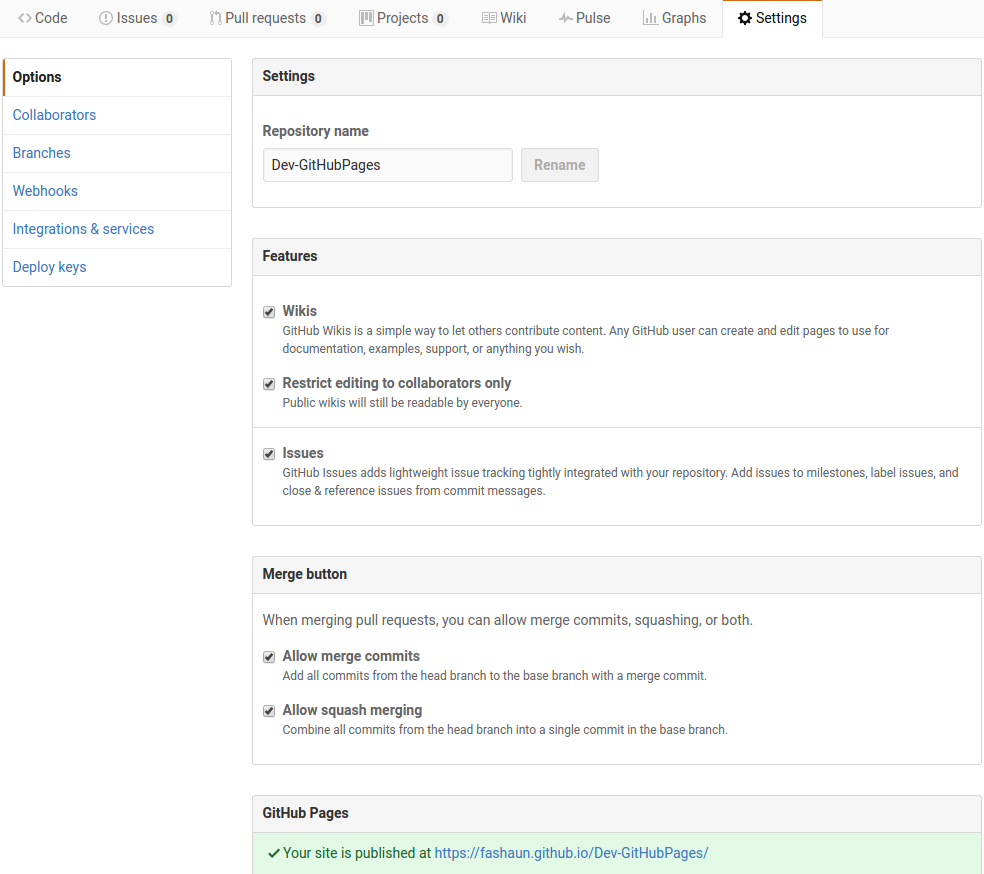 Code Issues 0 Pull requests 0 Projects 0 Wiki Pulse Graphs Settings
Options
Collaborators
Branches
Webhooks
Integrations & services
Deploy keys
Settings
Repository name
Dev-GitHubPages Rename
Features
Wikis
GitHub Wikis is a simple way to let others contribute content. Any GitHub user can create and edit pages to use for
documentation, examples, support, or anything you wish.
Restrict editing to collaborators only
Public wikis will still be readable by everyone.
Issues
GitHub Issues adds lightweight issue tracking tightly integrated with your repository. Add issues to milestones, label issues, and
close & reference issues from commit messages.
Merge button
When merging pull requests, you can allow merge commits, squashing, or both.
Allow merge commits
Add all commits from the head branch to the base branch with a merge commit.
Allow squash merging
Combine all commits from the head branch into a single commit in the base branch.
GitHub Pages
Your site is published at https://fashaun.github.io/Dev-GitHubPages/